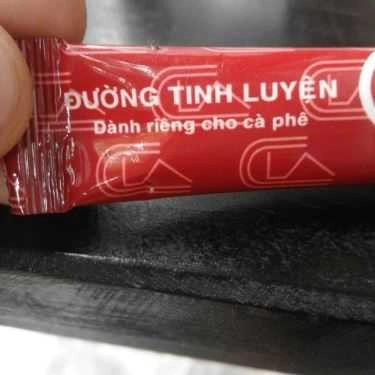 ĐƯỜNG TINH LUYỆN
Dành riêng cho cà phê